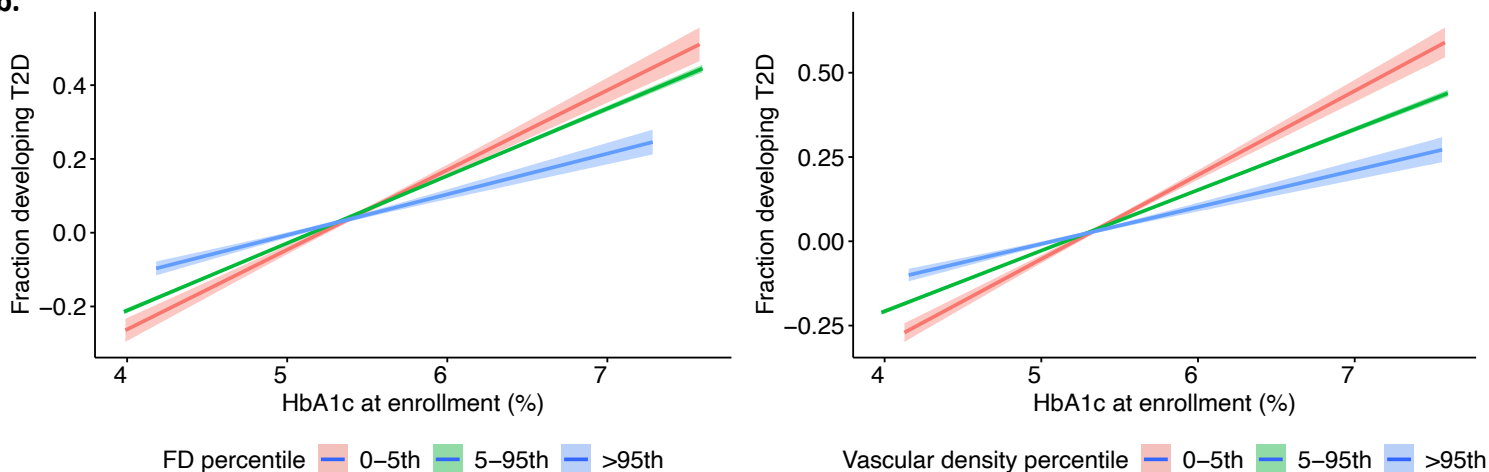 b.
Fraction developing T2D
0.4
0.2
0.0
−0.2
4 5 6 7
HbA1c at enrollment (%)
FD percentile 0−5th 5−95th >95th
Fraction developing T2D
0.50
0.25
0.00
−0.25
4 5 6 7
HbA1c at enrollment (%)
Vascular density percentile 0−5th 5−95th >95th